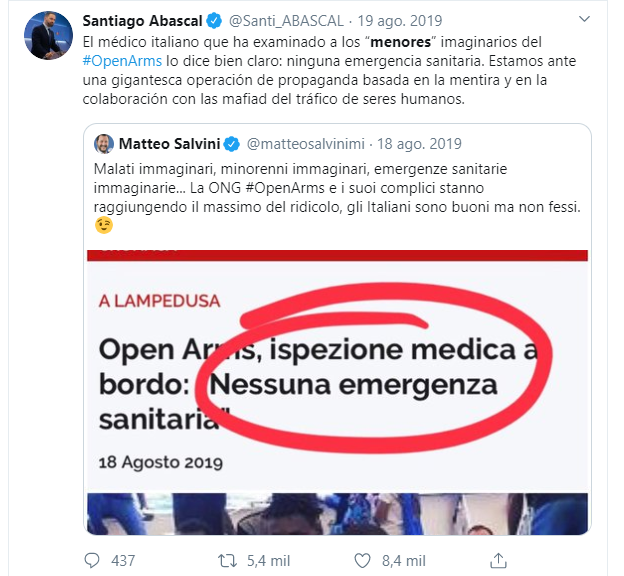 Santiago Abascal @Santi_ABASCAL · 19 ago. 2019
El médico italiano que ha examinado a los “menores” imaginarios del
#OpenArms lo dice bien claro: ninguna emergencia sanitaria. Estamos ante
una gigantesca operación de propaganda basada en la mentira y en la
colaboración con las mafiad del tráfico de seres humanos.
Matteo Salvini @matteosalvinimi · 18 ago. 2019
Malati immaginari, minorenni immaginari, emergenze sanitarie
immaginarie... La ONG #OpenArms e i suoi complici stanno
raggiungendo il massimo del ridicolo, gli Italiani sono buoni ma non fessi.
😉
A LAMPEDUSA
Open Arms, ispezione medica a
bordo: "Nessuna emergenza
sanitaria"
18 Agosto 2019
437 5,4 mil 8,4 mil